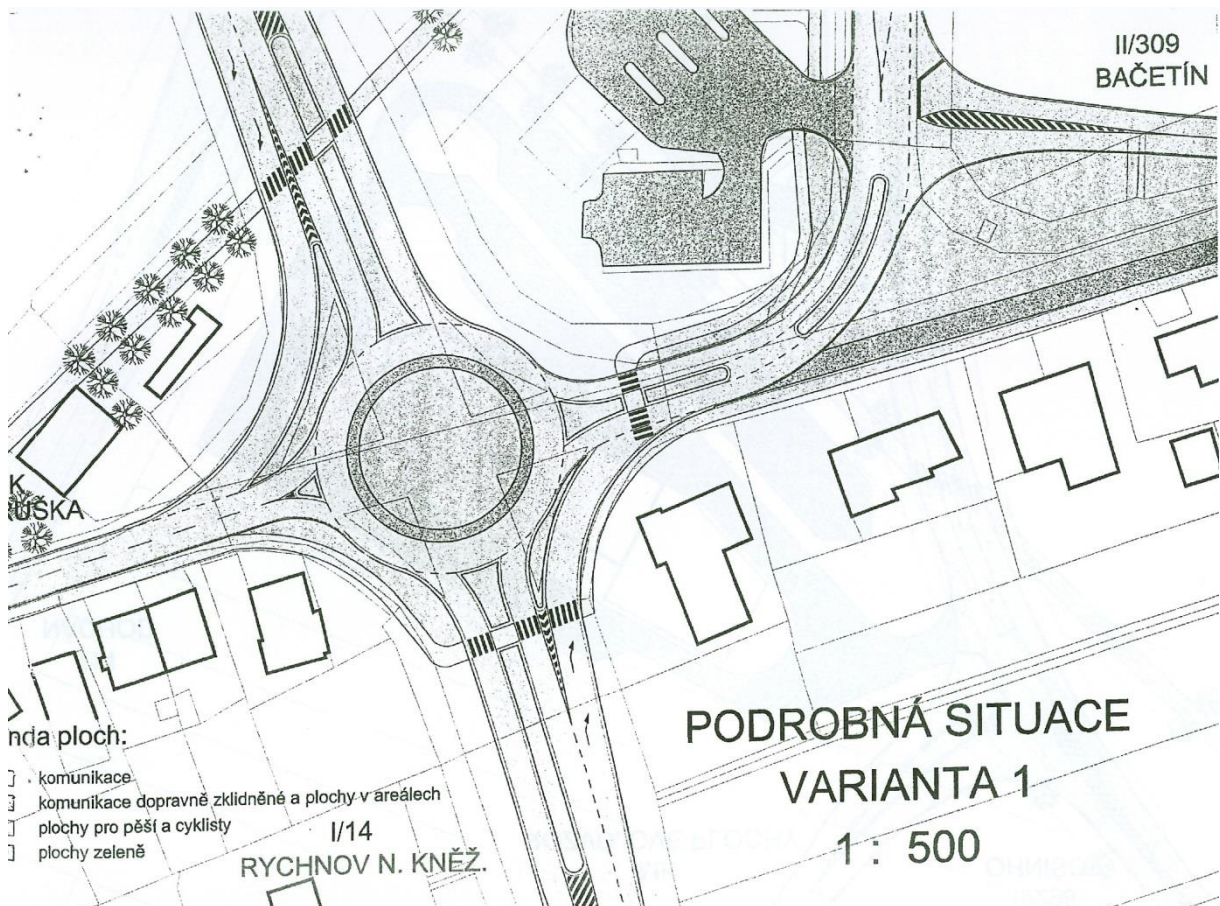 II/309
BAČETÍN
K
RUŠKA
nda ploch:
komunikace
komunikace dopravně zklidněné a plochy v areálech
plochy pro pěší a cyklisty
plochy zeleně
I/14
RYCHNOV N. KNĚŽ.
PODROBNÁ SITUACE
VARIANTA 1
1 : 500